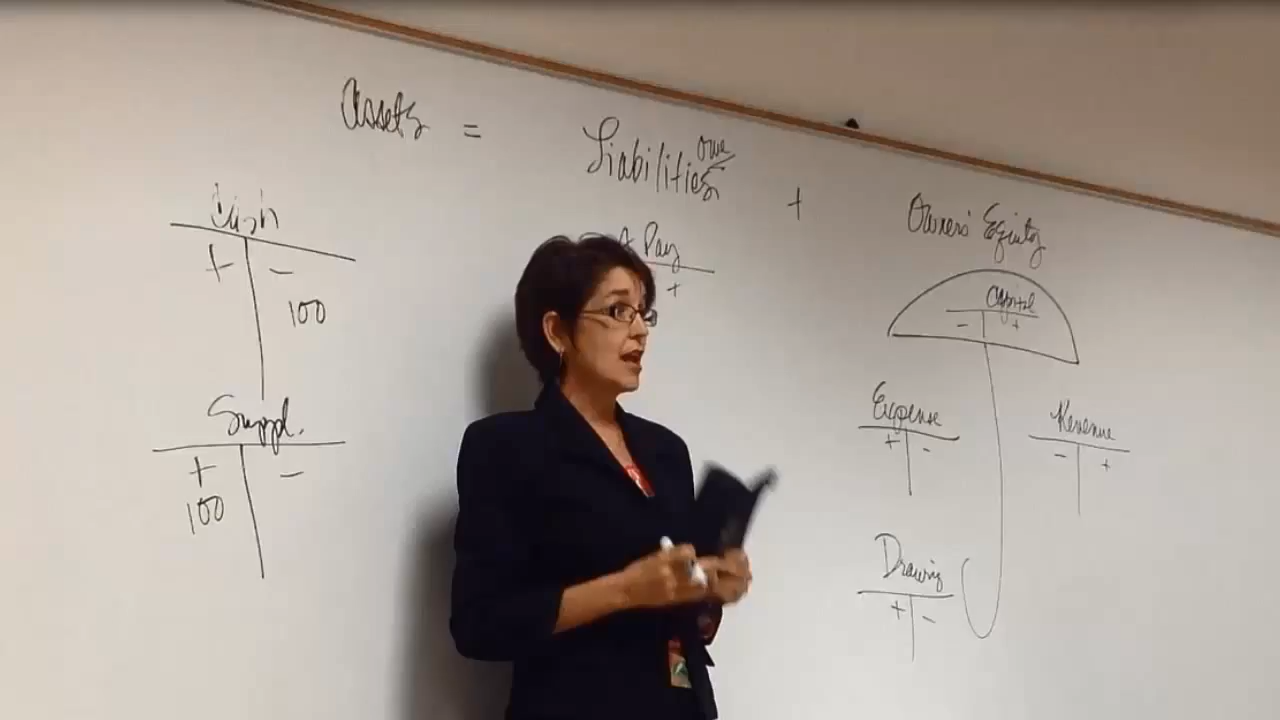 Assets = Liabilities + Owners' Equity
owe
Cash
+ -
100
Suppl.
+ -
100
A Pay
+
Capital
- +
Expense
+ -
Revenue
- +
Drawing
+ -